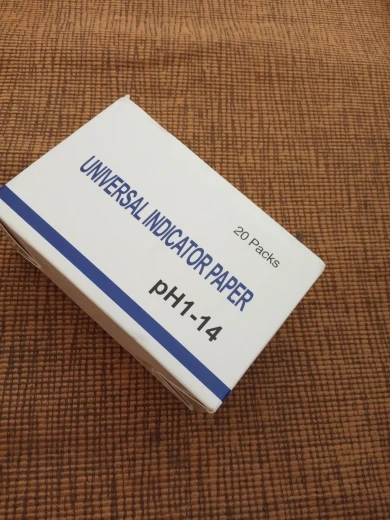 20 Packs
UNIVERSAL INDICATOR PAPER
pH1-14